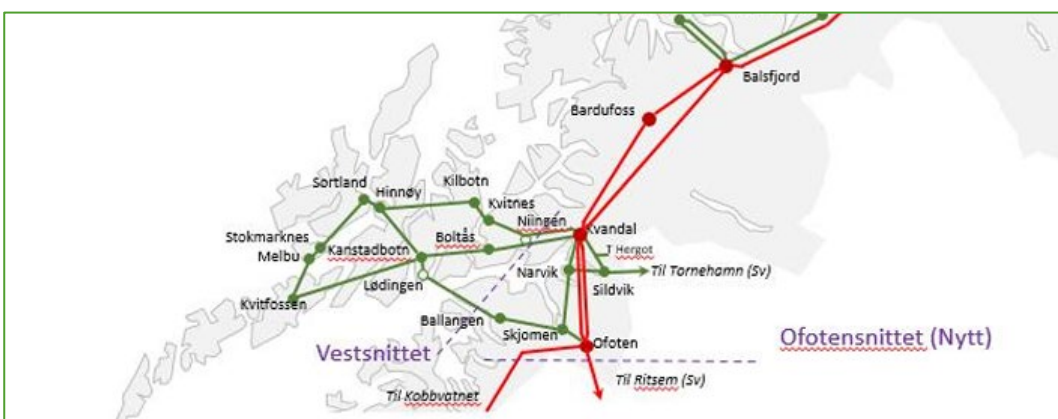 Balsfjord
Bardufoss
Kilbotn
Sortland
Hinnøy
Kvitnes
Niingen
Kvandal
Stokmarknes
Boltås
Melbu
Kanstadbotn
T Hergot
Narvik
Til Tornehamn (Sv)
Lødingen
Sildvik
Kvitfossen
Ballangen
Skjomen
Ofoten
Ofotensnittet (Nytt)
Vestsnittet
Til Ritsem (Sv)
Til Kobbvatnet